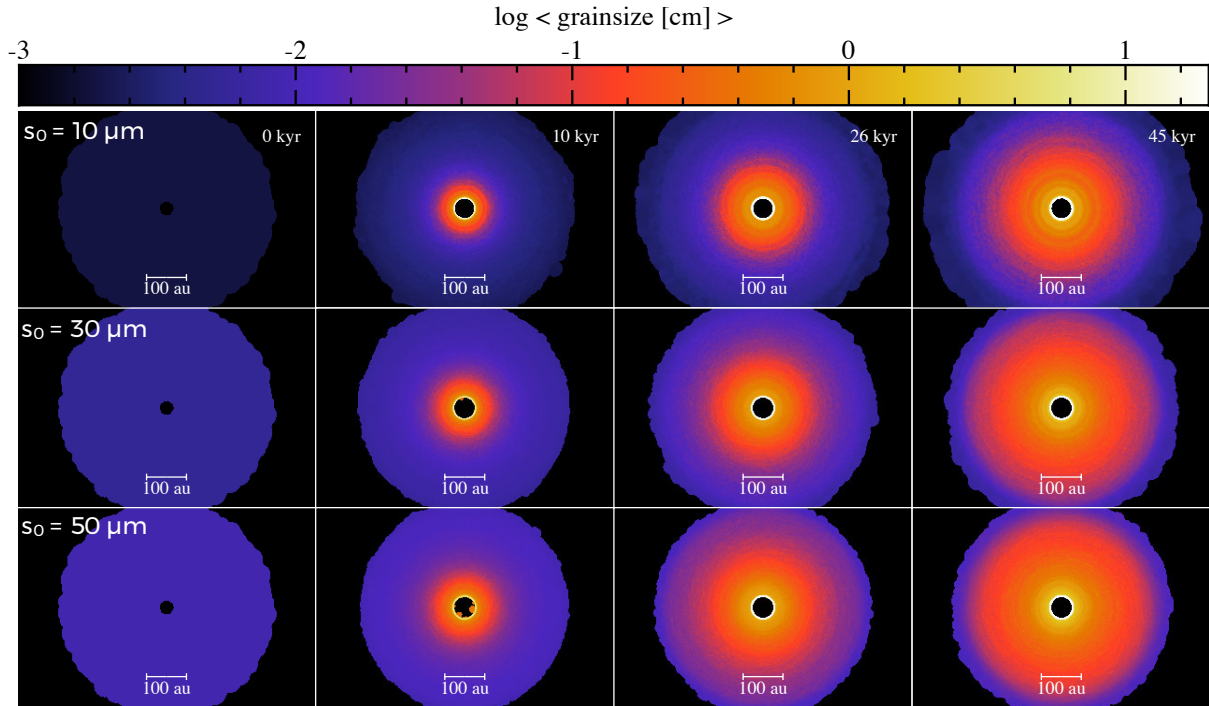 log < grainsize [cm] >
-3 -2 -1 0 1
s₀ = 10 μm 0 kyr 10 kyr 26 kyr 45 kyr
100 au 100 au 100 au 100 au
s₀ = 30 μm
100 au 100 au 100 au 100 au
s₀ = 50 μm
100 au 100 au 100 au 100 au